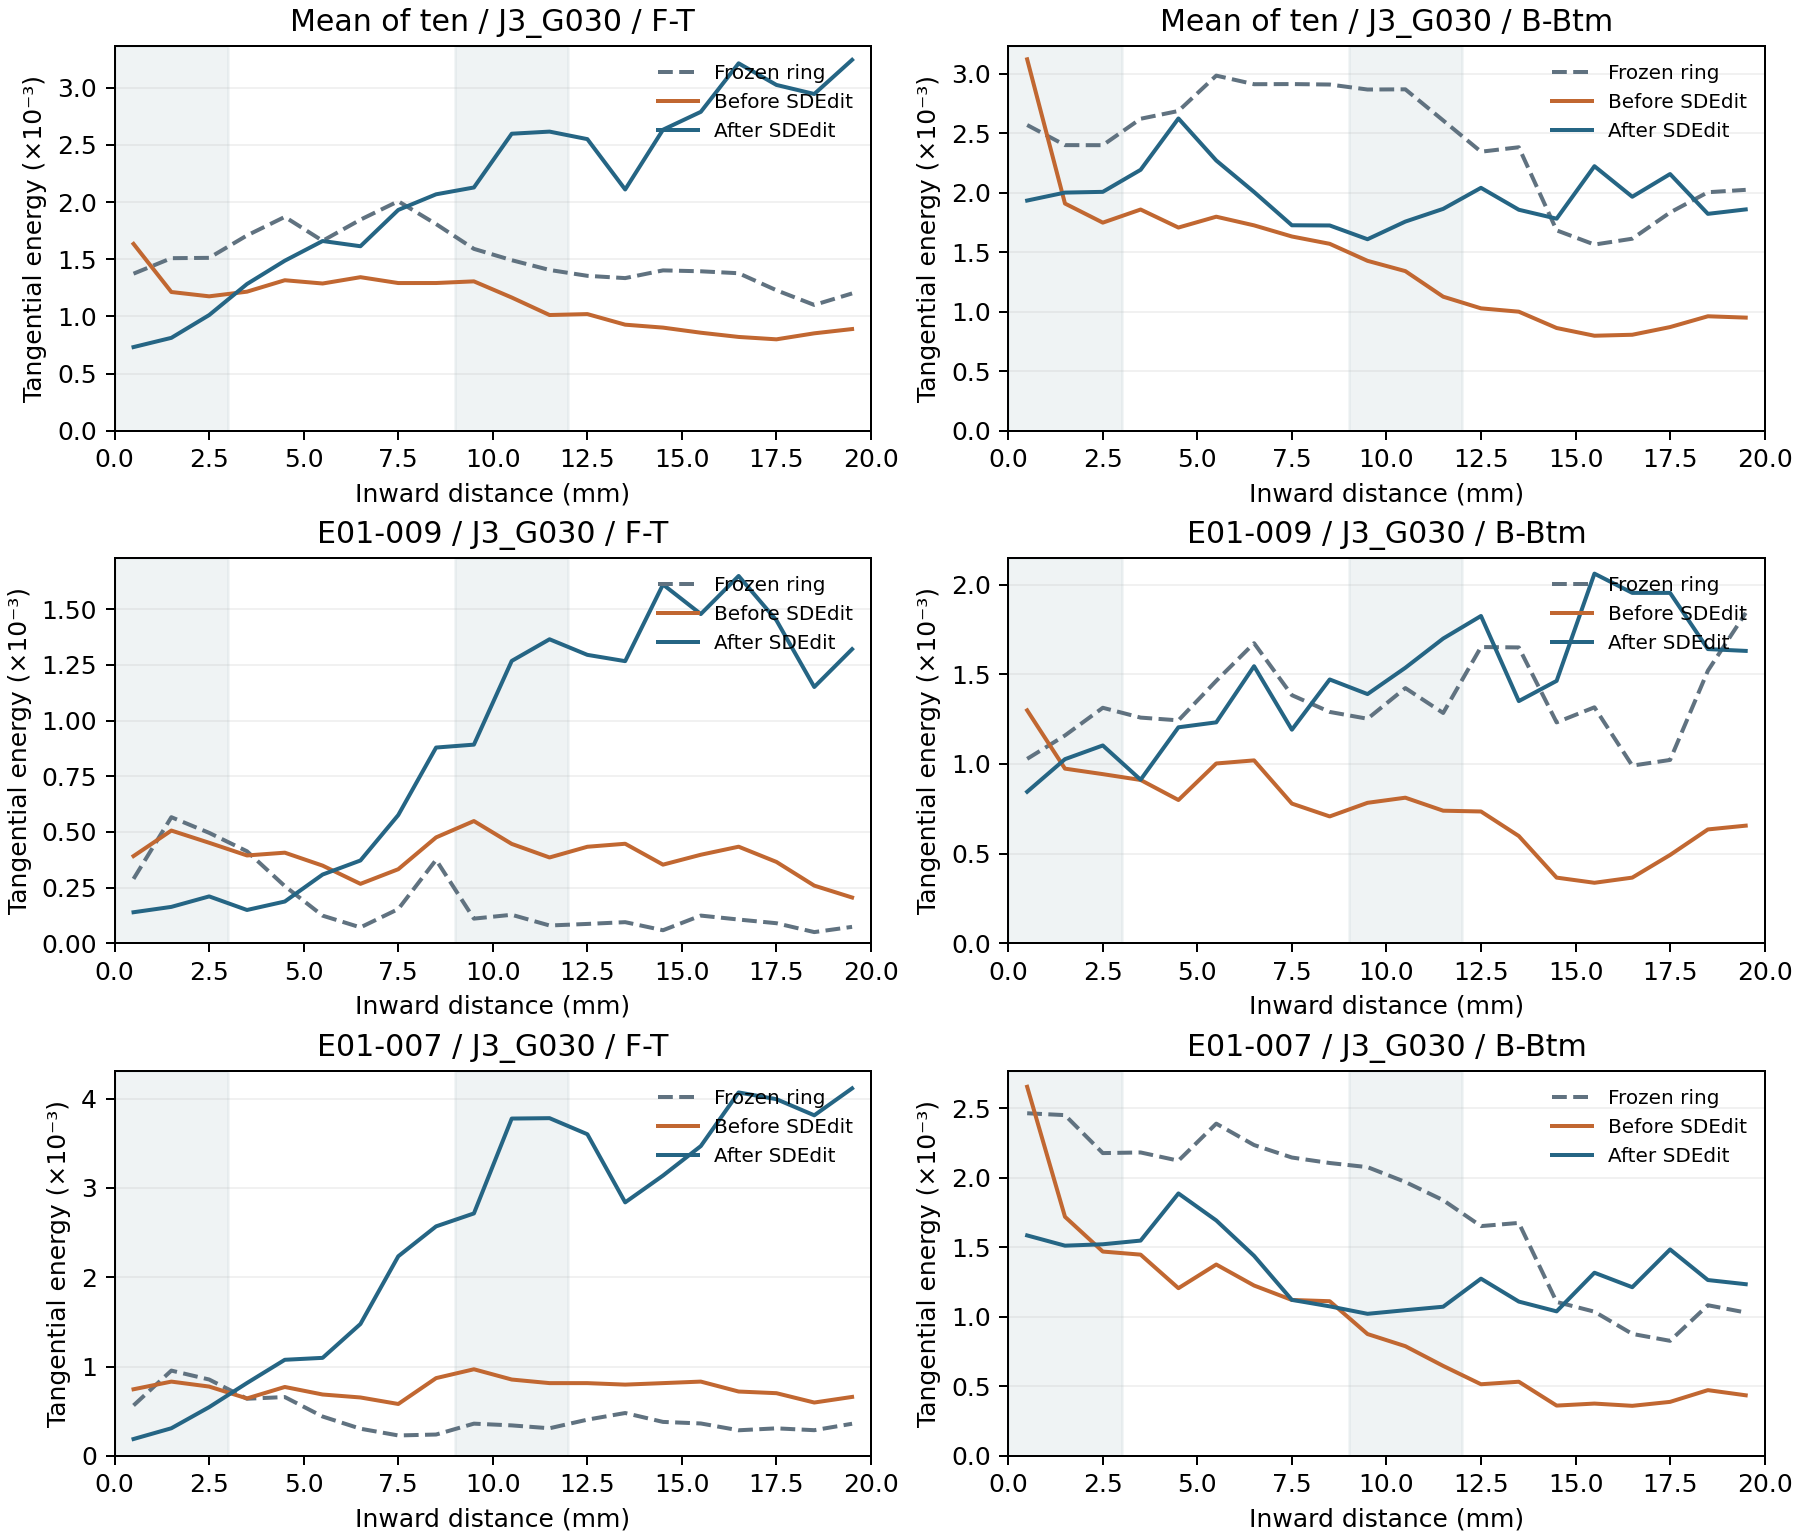 Mean of ten / J3_G030 / F-T
Tangential energy (×10⁻³)
3.0
2.5
2.0
1.5
1.0
0.5
0.0
Frozen ring
Before SDEdit
After SDEdit
0.0 2.5 5.0 7.5 10.0 12.5 15.0 17.5 20.0
Inward distance (mm)
Mean of ten / J3_G030 / B-Btm
Tangential energy (×10⁻³)
3.0
2.5
2.0
1.5
1.0
0.5
0.0
Frozen ring
Before SDEdit
After SDEdit
0.0 2.5 5.0 7.5 10.0 12.5 15.0 17.5 20.0
Inward distance (mm)
E01-009 / J3_G030 / F-T
Tangential energy (×10⁻³)
1.50
1.25
1.00
0.75
0.50
0.25
0.00
Frozen ring
Before SDEdit
After SDEdit
0.0 2.5 5.0 7.5 10.0 12.5 15.0 17.5 20.0
Inward distance (mm)
E01-009 / J3_G030 / B-Btm
Tangential energy (×10⁻³)
2.0
1.5
1.0
0.5
0.0
Frozen ring
Before SDEdit
After SDEdit
0.0 2.5 5.0 7.5 10.0 12.5 15.0 17.5 20.0
Inward distance (mm)
E01-007 / J3_G030 / F-T
Tangential energy (×10⁻³)
4
3
2
1
0
Frozen ring
Before SDEdit
After SDEdit
0.0 2.5 5.0 7.5 10.0 12.5 15.0 17.5 20.0
Inward distance (mm)
E01-007 / J3_G030 / B-Btm
Tangential energy (×10⁻³)
2.5
2.0
1.5
1.0
0.5
0.0
Frozen ring
Before SDEdit
After SDEdit
0.0 2.5 5.0 7.5 10.0 12.5 15.0 17.5 20.0
Inward distance (mm)